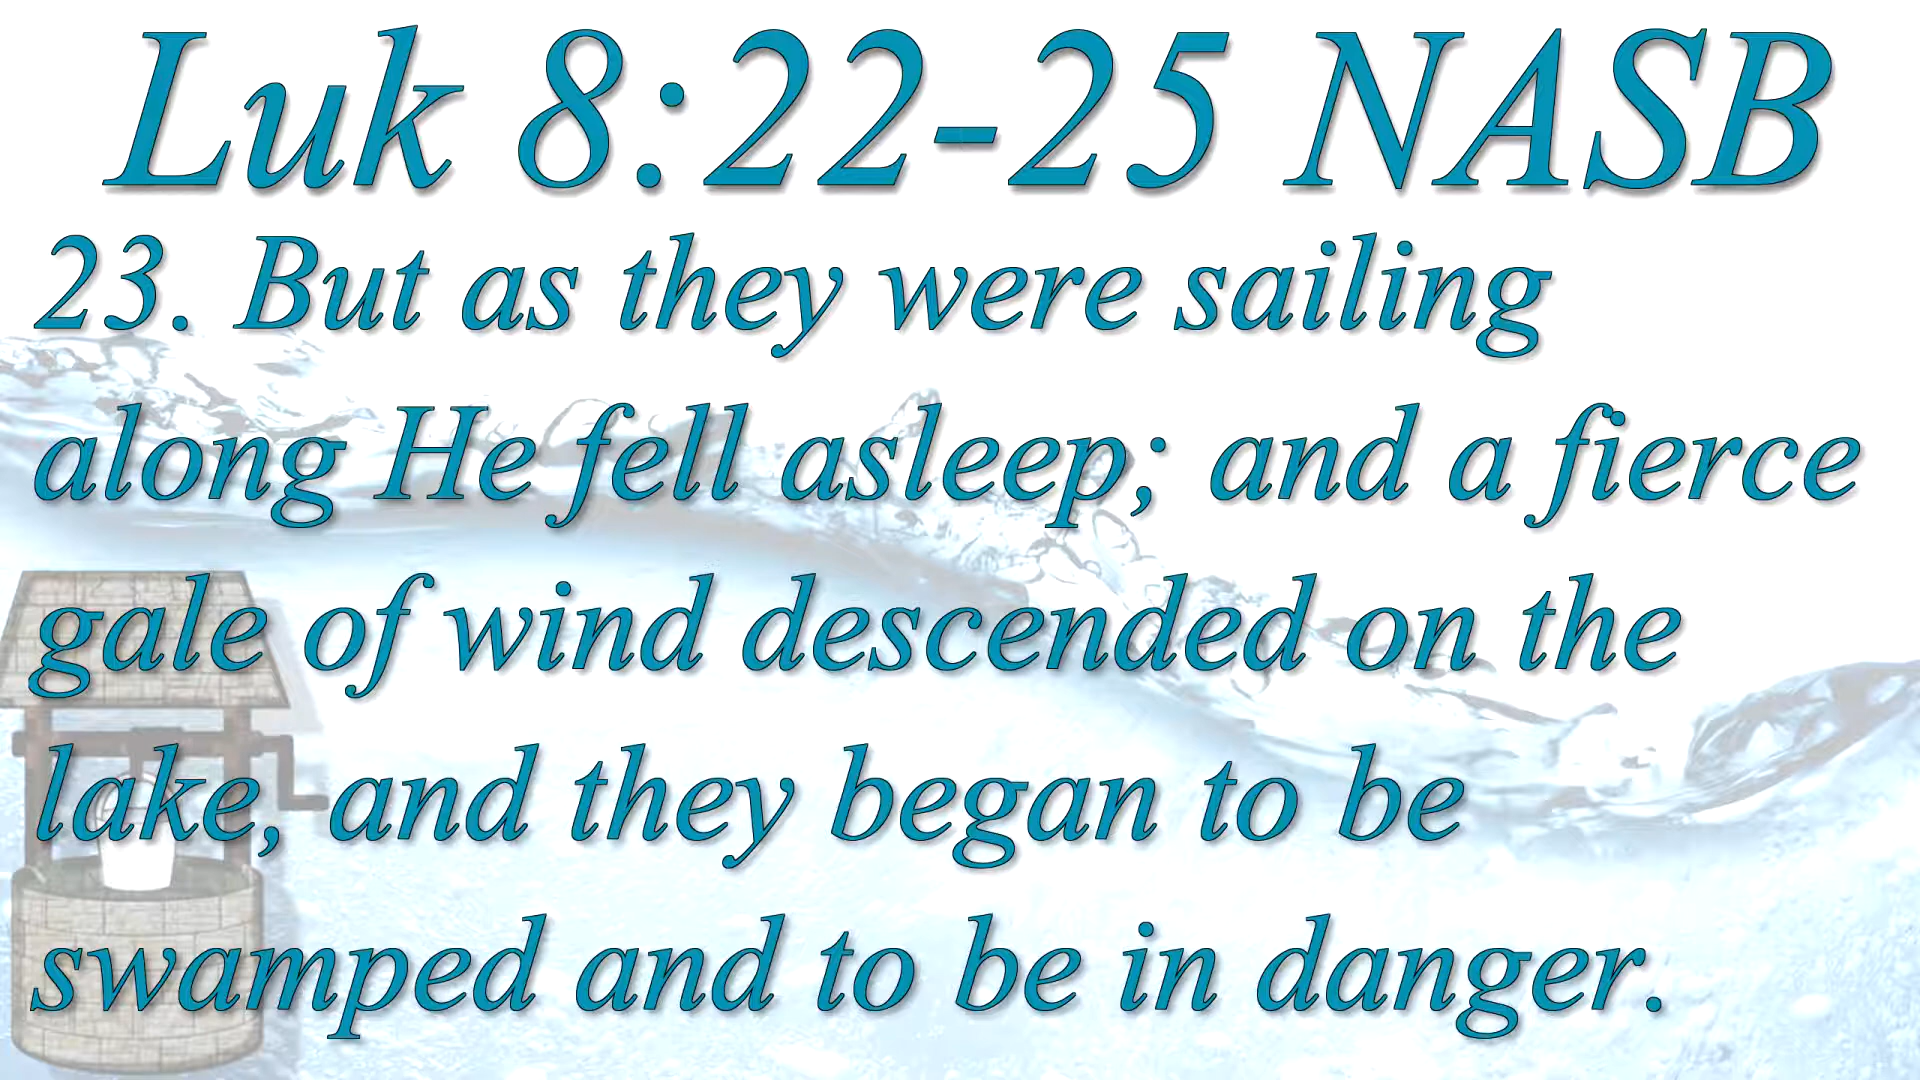 Luk 8:22-25 NASB
23. But as they were sailing
along He fell asleep; and a fierce
gale of wind descended on the
lake, and they began to be
swamped and to be in danger.